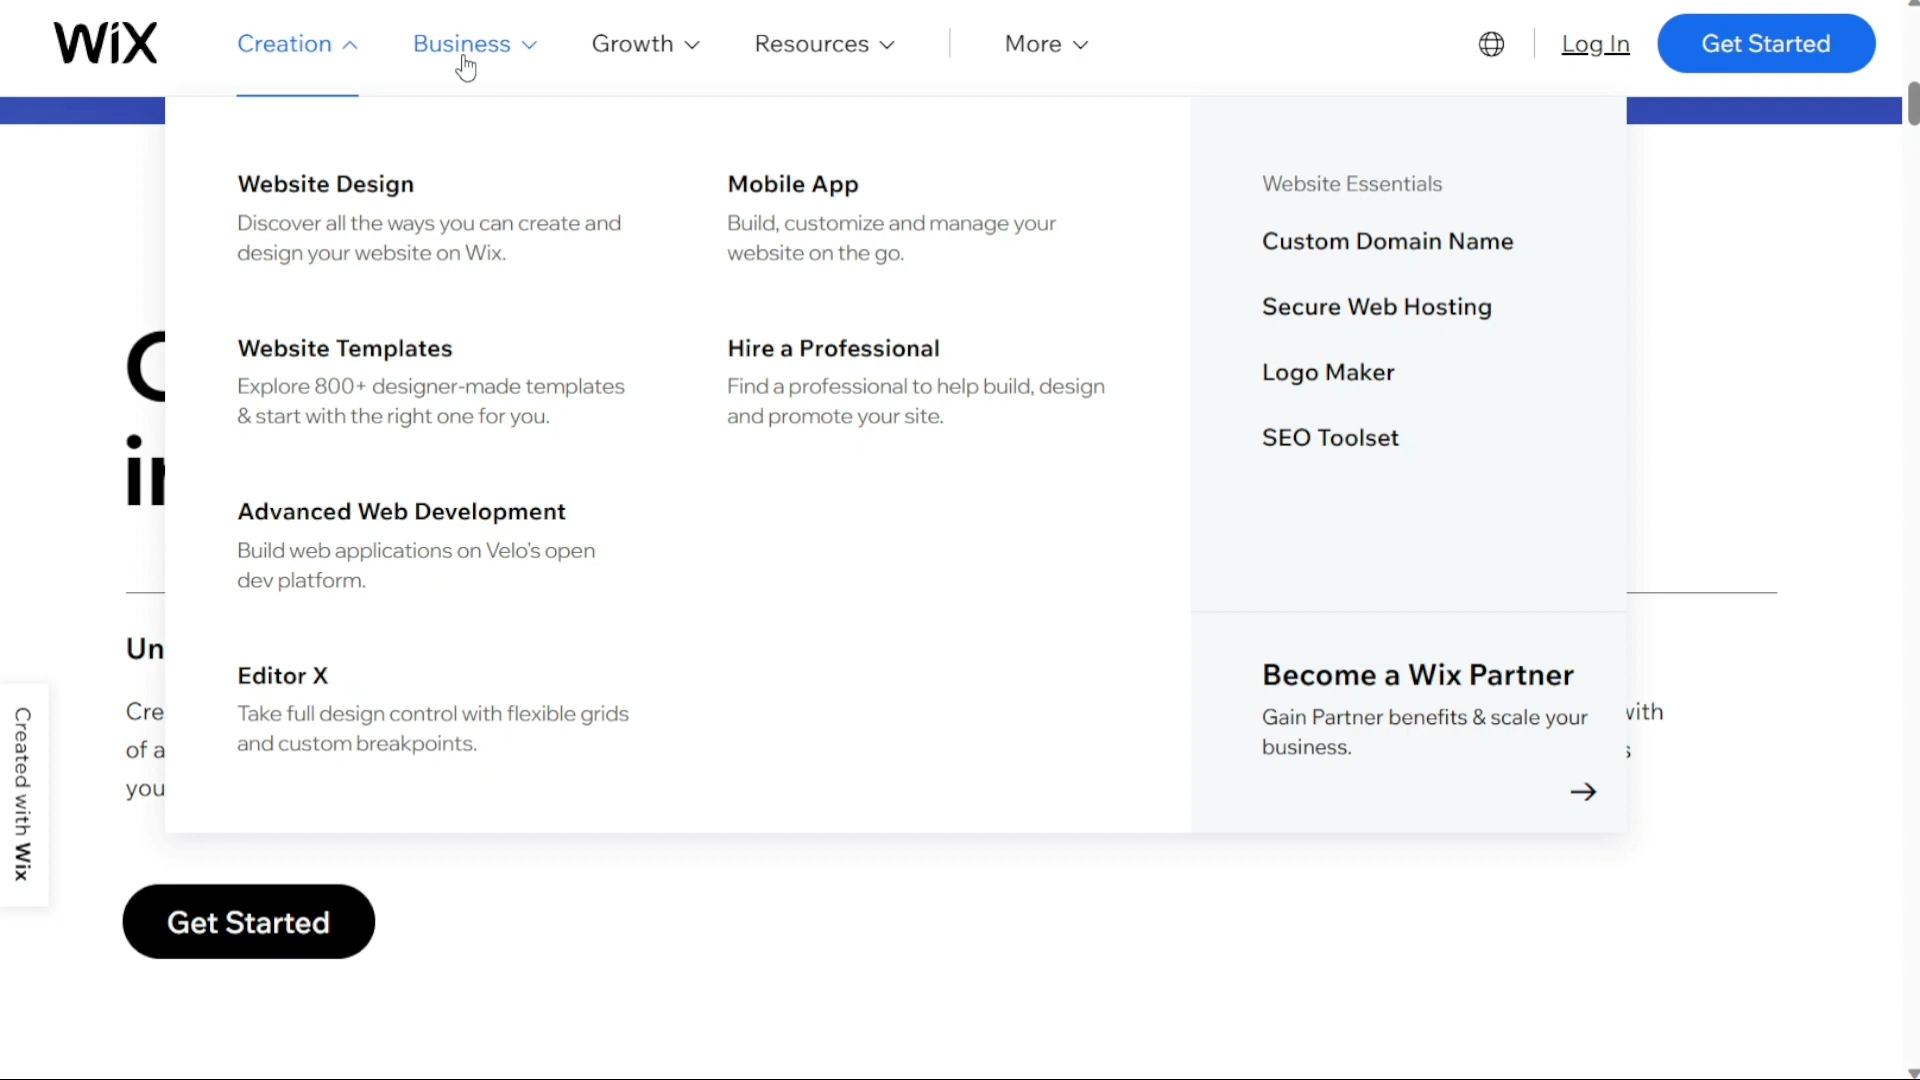 WiX Creation Business Growth Resources More Log In Get Started
Website Design
Discover all the ways you can create and
design your website on Wix.
Website Templates
Explore 800+ designer-made templates
& start with the right one for you.
Advanced Web Development
Build web applications on Velo's open
dev platform.
Editor X
Take full design control with flexible grids
and custom breakpoints.
Mobile App
Build, customize and manage your
website on the go.
Hire a Professional
Find a professional to help build, design
and promote your site.
Website Essentials
Custom Domain Name
Secure Web Hosting
Logo Maker
SEO Toolset
Become a Wix Partner
Gain Partner benefits & scale your
business.
Un
Cre
of a
you
Get Started
Created with Wix